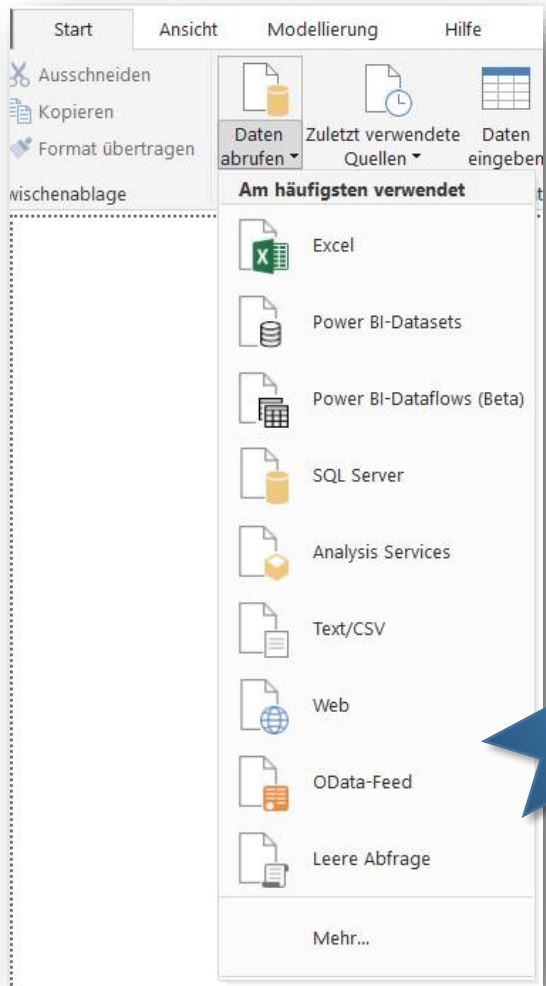 Start Ansicht Modellierung Hilfe
Ausschneiden
Kopieren
Format übertragen
wischenablage
Daten abrufen
Zuletzt verwendete Quellen
Daten eingeben
Am häufigsten verwendet
Excel
Power BI-Datasets
Power BI-Dataflows (Beta)
SQL Server
Analysis Services
Text/CSV
Web
OData-Feed
Leere Abfrage
Mehr...